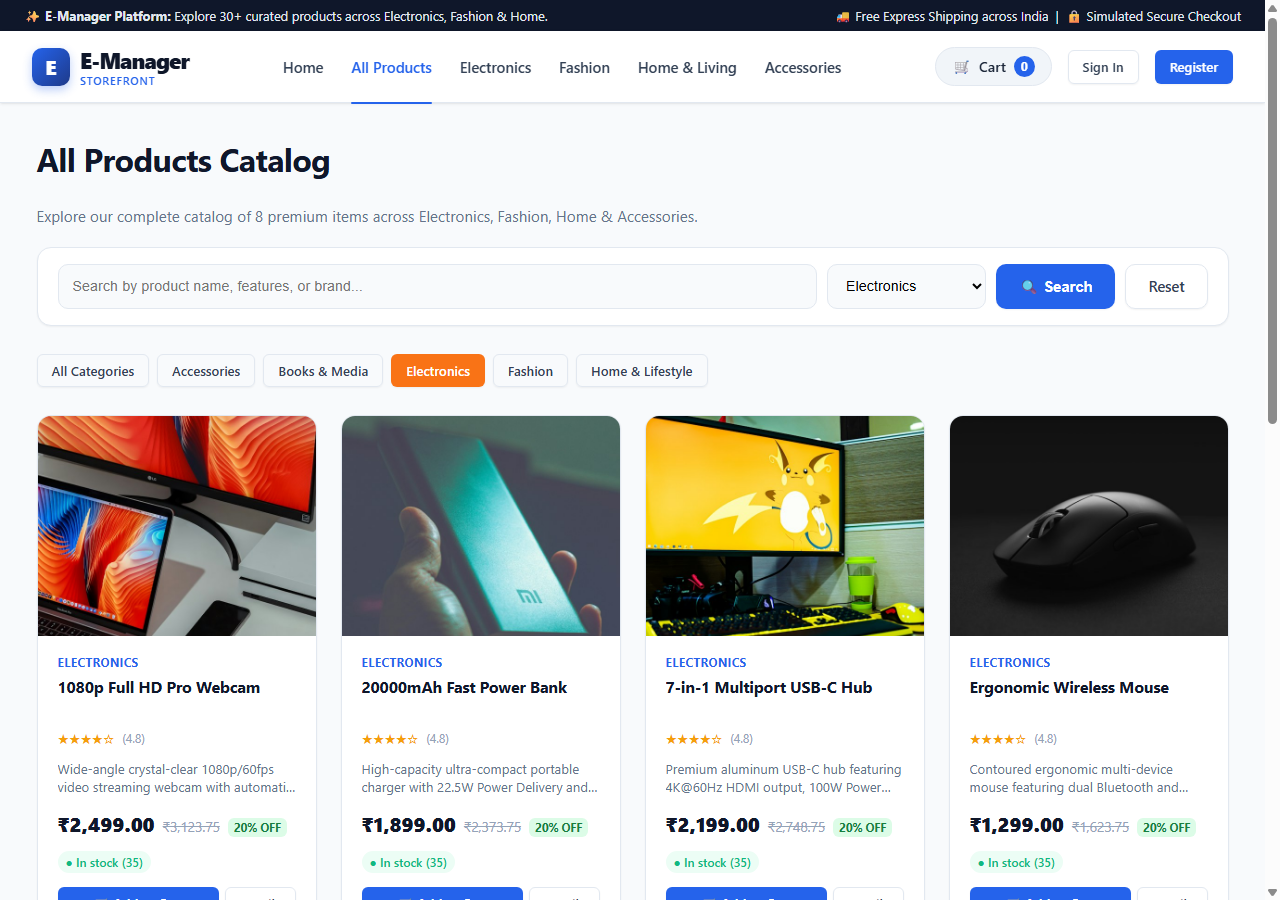 ✨ E-Manager Platform: Explore 30+ curated products across Electronics, Fashion & Home.
🚚 Free Express Shipping across India | 🔒 Simulated Secure Checkout
E
E-Manager
STOREFRONT
Home
All Products
Electronics
Fashion
Home & Living
Accessories
🛒 Cart 0
Sign In
Register
All Products Catalog
Explore our complete catalog of 8 premium items across Electronics, Fashion, Home & Accessories.
Search by product name, features, or brand...
Electronics
🔍 Search
Reset
All Categories
Accessories
Books & Media
Electronics
Fashion
Home & Lifestyle
ELECTRONICS
1080p Full HD Pro Webcam
★★★★☆ (4.8)
Wide-angle crystal-clear 1080p/60fps
video streaming webcam with automati...
₹2,499.00 ₹3,123.75 20% OFF
● In stock (35)
ELECTRONICS
20000mAh Fast Power Bank
★★★★☆ (4.8)
High-capacity ultra-compact portable
charger with 22.5W Power Delivery and...
₹1,899.00 ₹2,373.75 20% OFF
● In stock (35)
ELECTRONICS
7-in-1 Multiport USB-C Hub
★★★★☆ (4.8)
Premium aluminum USB-C hub featuring
4K@60Hz HDMI output, 100W Power...
₹2,199.00 ₹2,748.75 20% OFF
● In stock (35)
ELECTRONICS
Ergonomic Wireless Mouse
★★★★☆ (4.8)
Contoured ergonomic multi-device
mouse featuring dual Bluetooth and...
₹1,299.00 ₹1,623.75 20% OFF
● In stock (35)